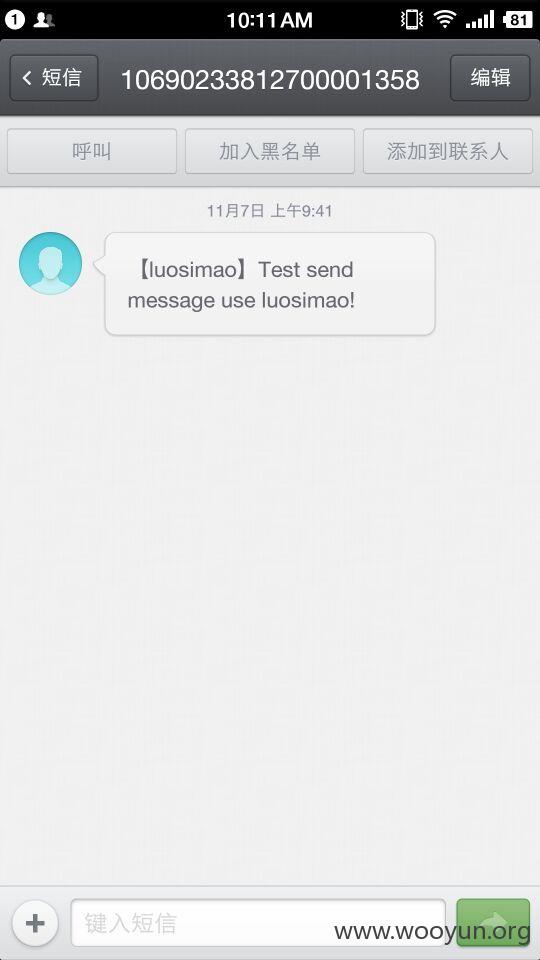 1
10:11 AM
81
短信
10690233812700001358
编辑
呼叫
加入黑名单
添加到联系人
11月7日 上午9:41
【luosimao】Test send
message use luosimao!
键入短信
www.wooyun.org